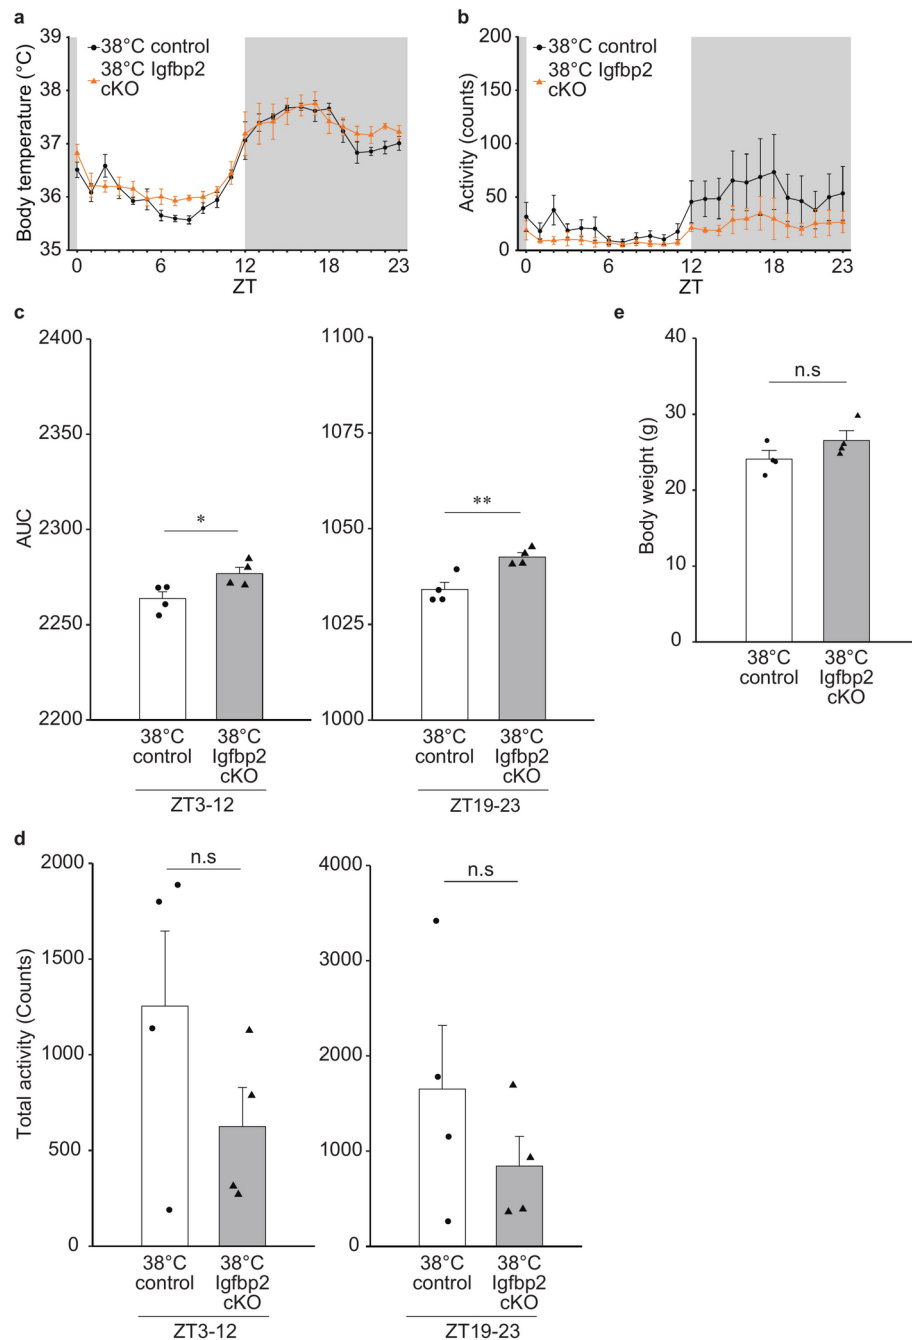 a
39
38
37
36
35
Body temperature (°C)
38°C control
38°C Igfbp2
cKO
0
6
12
18
23
ZT
b
200
150
100
50
0
Activity (counts)
38°C control
38°C Igfbp2
cKO
0
6
12
18
23
ZT
c
2400
2350
2300
2250
2200
AUC
*
38°C
control
38°C
Igfbp2
cKO
ZT3-12
1100
1075
1050
1025
1000
**
38°C
control
38°C
Igfbp2
cKO
ZT19-23
e
40
30
20
10
0
Body weight (g)
n.s
38°C
control
38°C
Igfbp2
cKO
d
2000
1500
1000
500
0
Total activity (Counts)
n.s
38°C
control
38°C
Igfbp2
cKO
ZT3-12
4000
3000
2000
1000
0
n.s
38°C
control
38°C
Igfbp2
cKO
ZT19-23